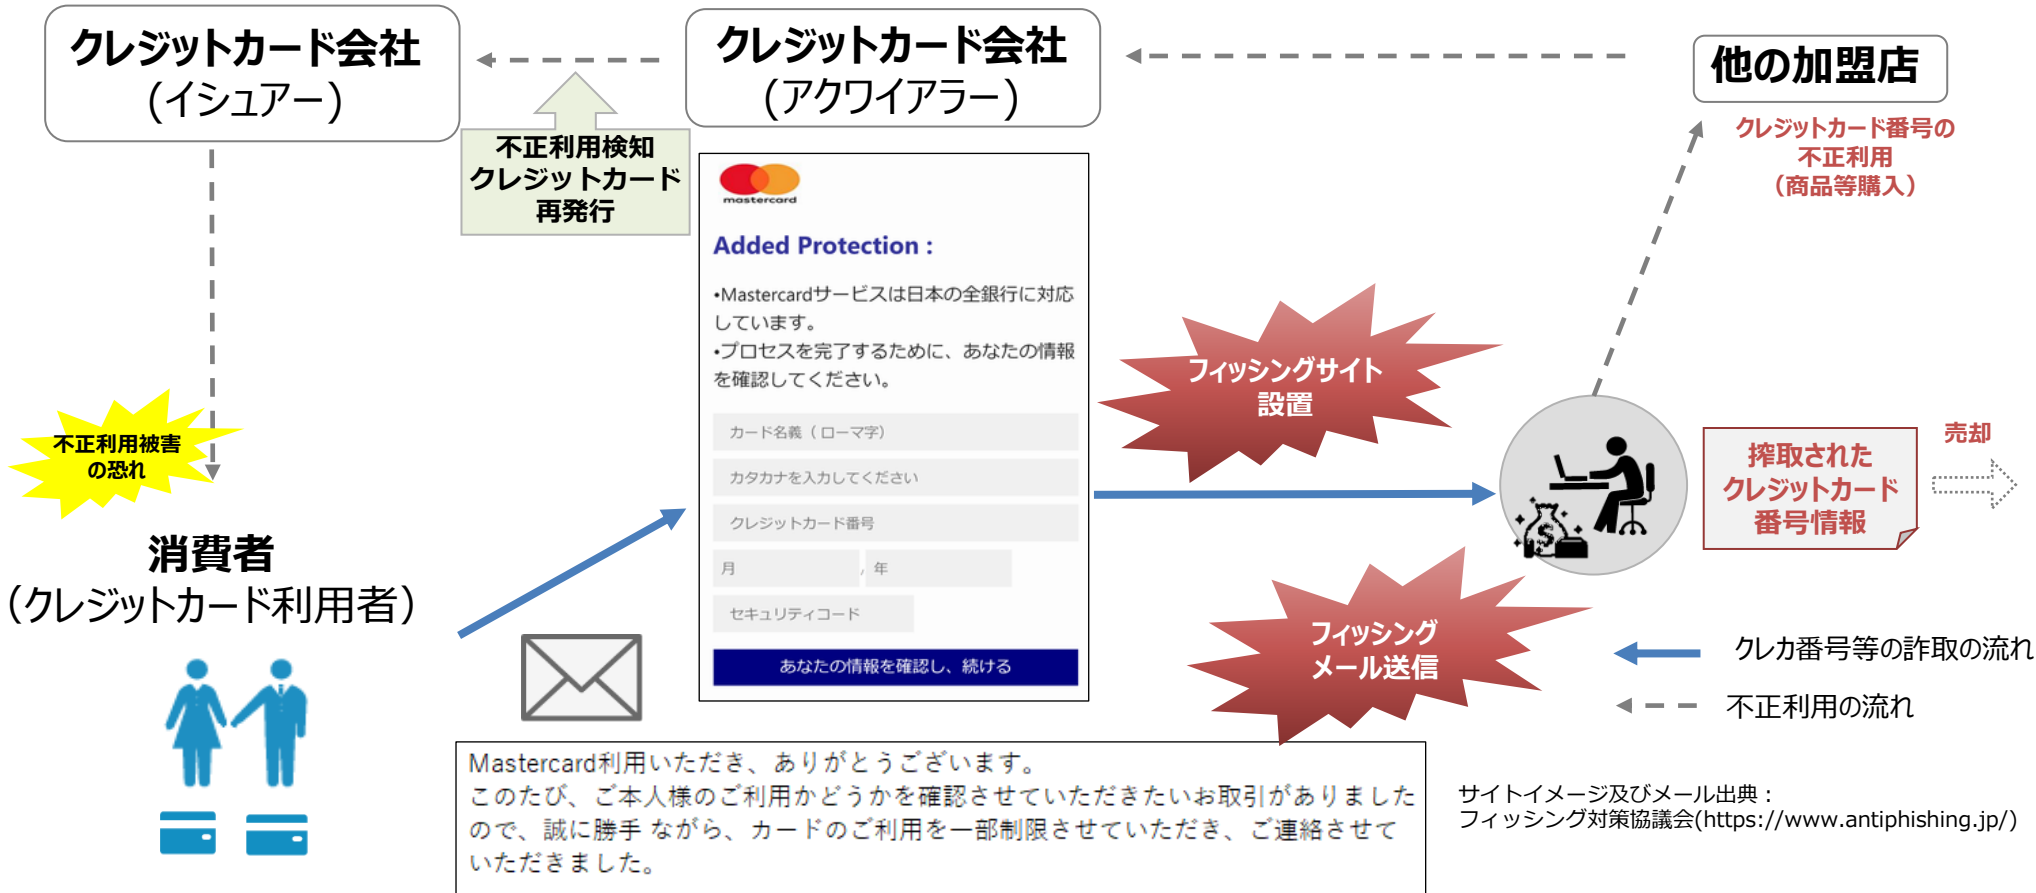 クレジットカード会社
(イシュアー)
クレジットカード会社
(アクワイアラー)
他の加盟店
クレジットカード番号の
不正利用
（商品等購入）
不正利用検知
クレジットカード
再発行
mastercard
Added Protection :
•Mastercardサービスは日本の全銀行に対応
しています。
•プロセスを完了するために、あなたの情報
を確認してください。
カード名義（ ローマ字）
カタカナを入力してください
クレジットカード番号
月 / 年
セキュリティコード
あなたの情報を確認し、続ける
フィッシングサイト
設置
不正利用被害
の恐れ
消費者
（クレジットカード利用者）
搾取された
クレジットカード
番号情報
売却
フィッシング
メール送信
クレカ番号等の詐取の流れ
不正利用の流れ
Mastercard利用いただき、ありがとうございます。
このたび、ご本人様のご利用かどうかを確認させていただきたいお取引がありました
ので、誠に勝手 ながら、カードのご利用を一部制限させていただき、ご連絡させて
いただきました。
サイトイメージ及びメール出典：
フィッシング対策協議会(https://www.antiphishing.jp/)